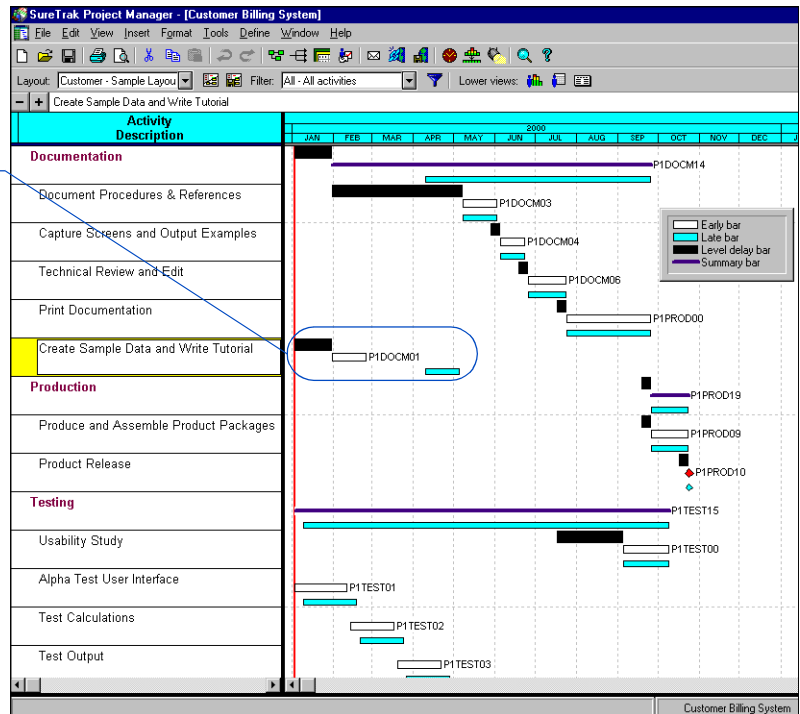 SureTrak Project Manager - [Customer Billing System]
File Edit View Insert Format Tools Define Window Help
Layout: Customer - Sample Layou Filter: All - All activities Lower views:
Create Sample Data and Write Tutorial
Activity
Description
2000
JAN FEB MAR APR MAY JUN JUL AUG SEP OCT NOV DEC J
Documentation
P1DOCM14
Document Procedures & References
P1DOCM03
Capture Screens and Output Examples
P1DOCM04
Technical Review and Edit
P1DOCM06
Print Documentation
P1PROD00
Create Sample Data and Write Tutorial
P1DOCM01
Production
P1PROD19
Produce and Assemble Product Packages
P1PROD09
Product Release
P1PROD10
Testing
P1TEST15
Usability Study
P1TEST00
Alpha Test User Interface
P1TEST01
Test Calculations
P1TEST02
Test Output
P1TEST03
Early bar
Late bar
Level delay bar
Summary bar
Customer Billing System